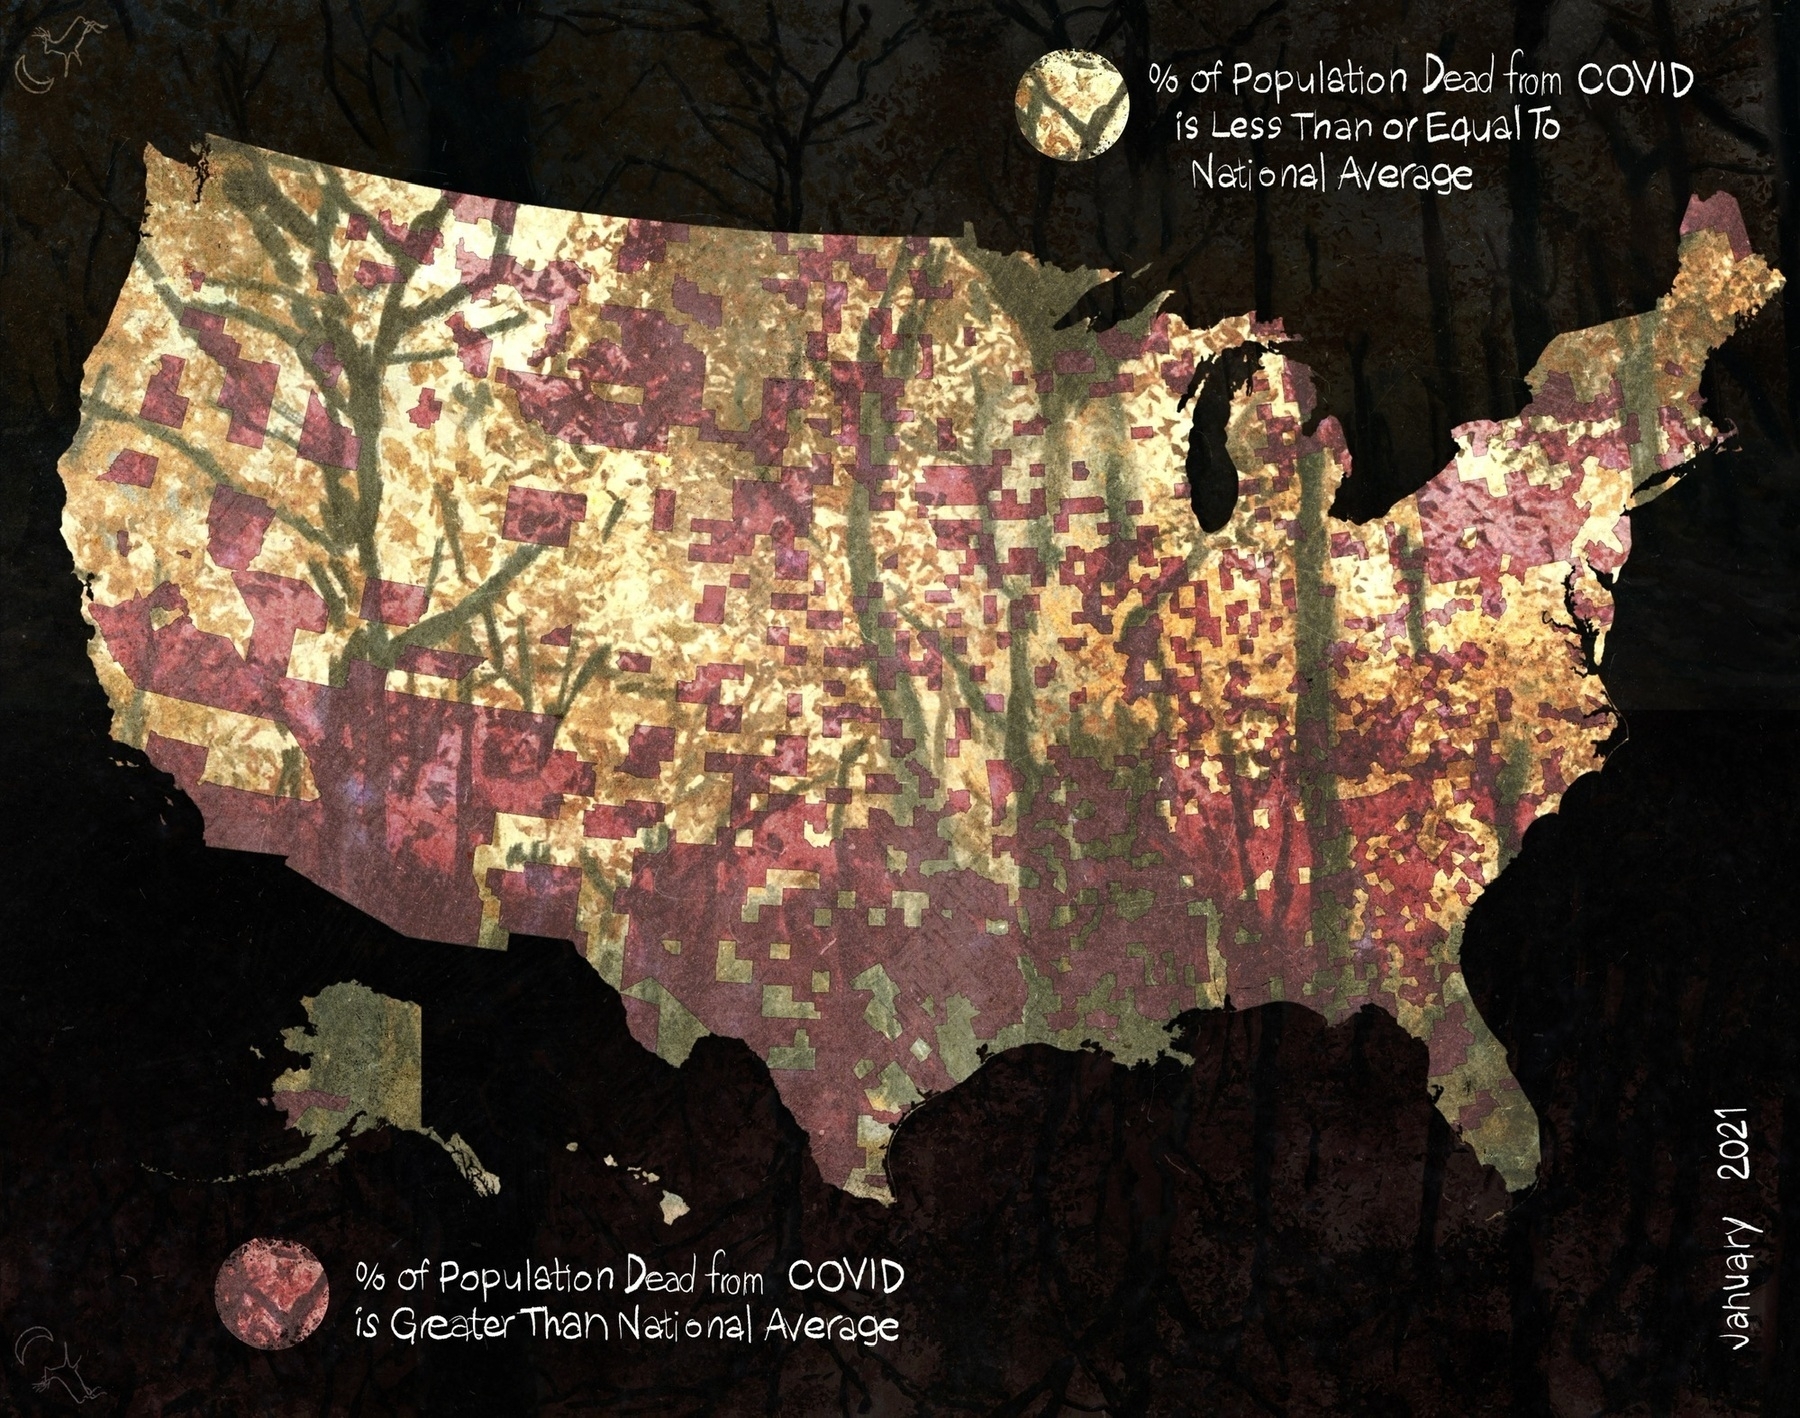 % of Population Dead from COVID
is Less Than or Equal To
National Average
% of Population Dead from COVID
is Greater Than National Average
January 2021